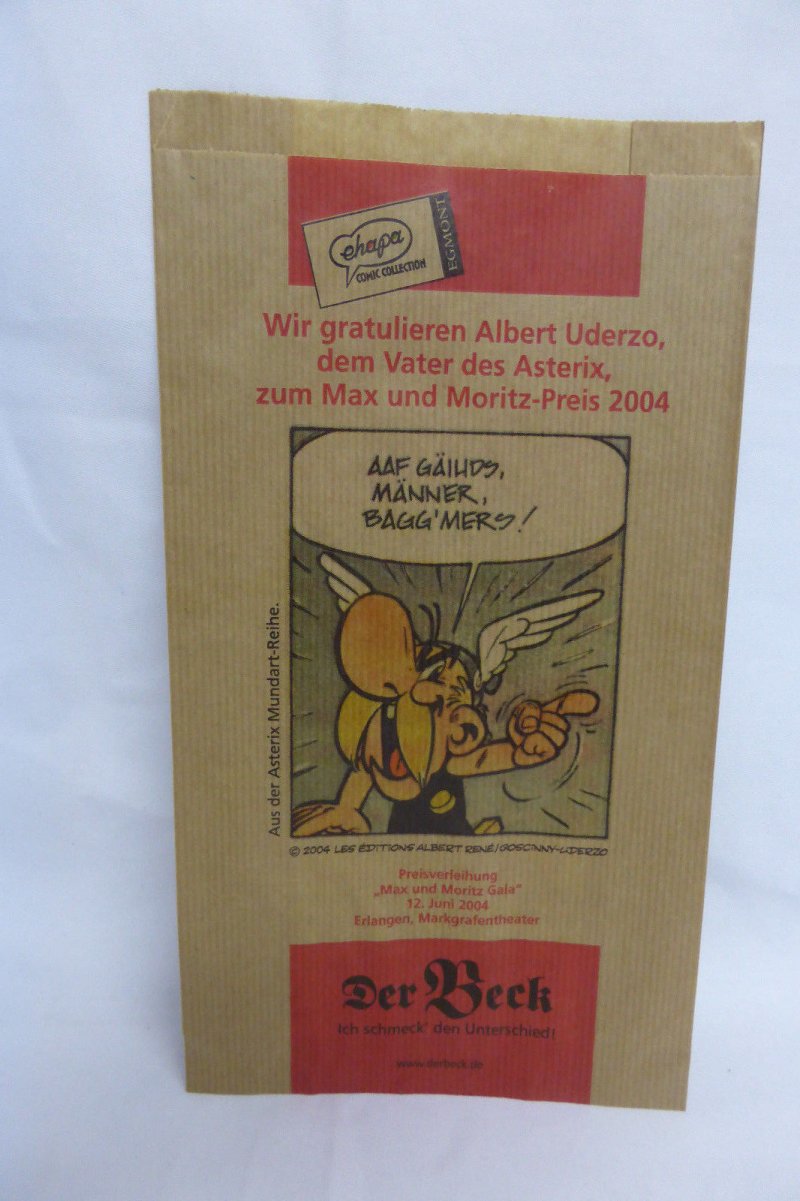 ehapa
COMIC COLLECTION
EGMONT
Wir gratulieren Albert Uderzo,
dem Vater des Asterix,
zum Max und Moritz-Preis 2004
AAF GÄIHDS,
MÄNNER,
BAGG'MERS!
Aus der Asterix Mundart-Reihe.
© 2004 LES ÉDITIONS ALBERT RENÉ/GOSCINNY-UDERZO
Preisverleihung
„Max und Moritz Gala"
12. Juni 2004
Erlangen, Markgrafentheater
Der Beck
Ich schmeck' den Unterschied!
www.derbeck.de